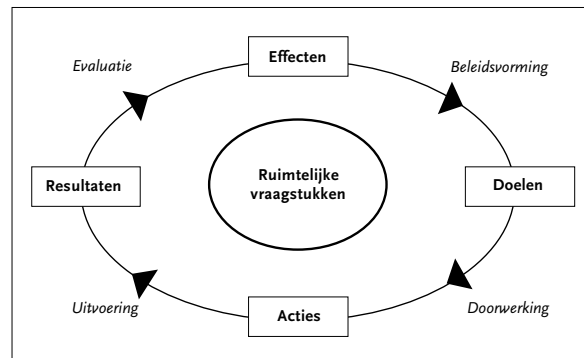 Effecten
Evaluatie
Beleidsvorming
Resultaten
Ruimtelijke
vraagstukken
Doelen
Uitvoering
Acties
Doorwerking